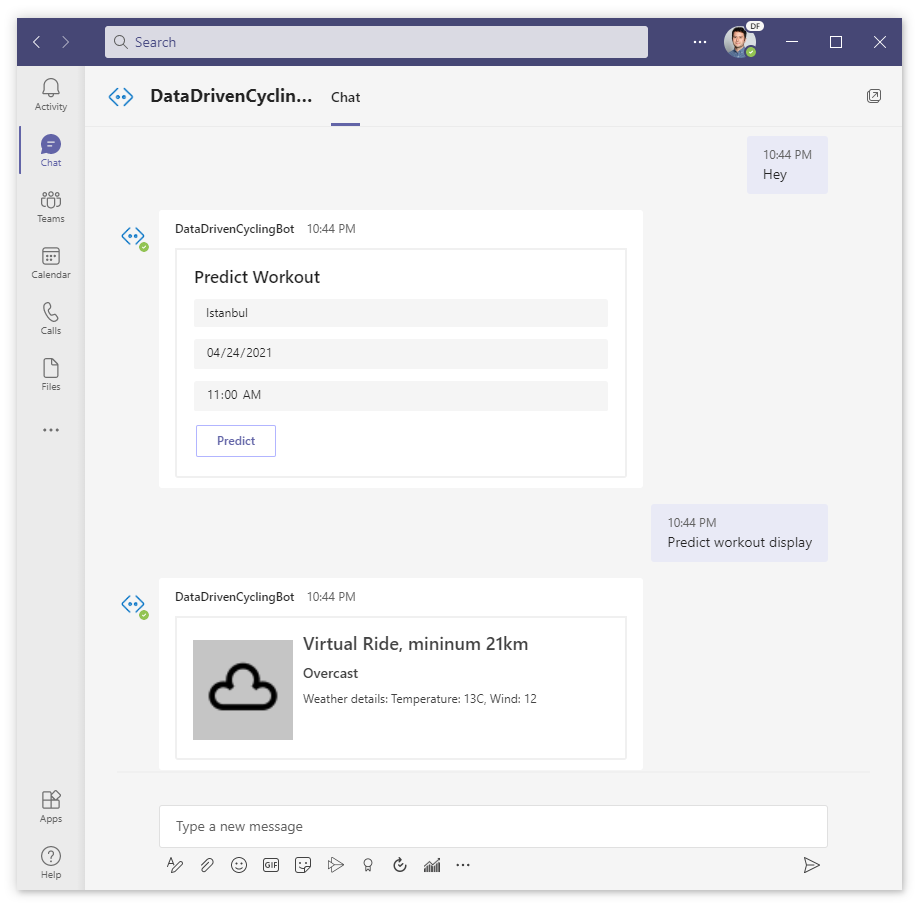 Search
DF
Activity
Chat
Teams
Calendar
Calls
Files
Apps
Help
DataDrivenCyclin... Chat
10:44 PM
Hey
DataDrivenCyclingBot 10:44 PM
Predict Workout
Istanbul
04/24/2021
11:00 AM
Predict
10:44 PM
Predict workout display
DataDrivenCyclingBot 10:44 PM
Virtual Ride, mininum 21km
Overcast
Weather details: Temperature: 13C, Wind: 12
Type a new message
GIF